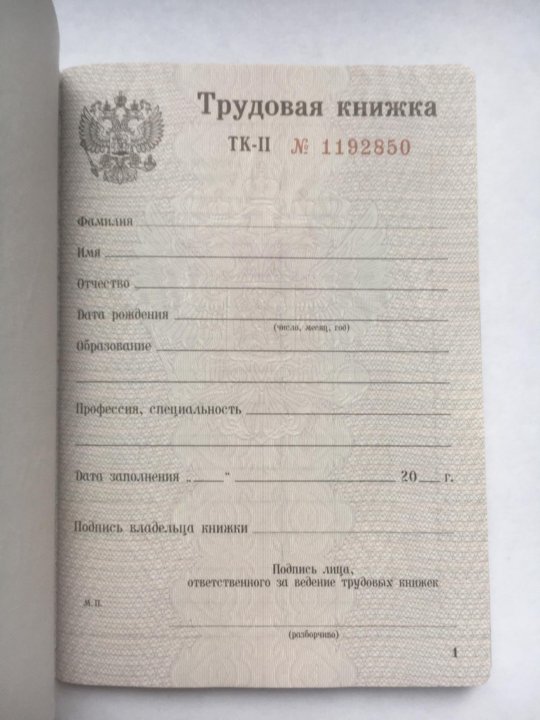 Трудовая книжка
ТК-II № 1192850
Фамилия
Имя
Отчество
Дата рождения
(число, месяц, год)
Образование
Профессия, специальность
Дата заполнения „ “ 20 г.
Подпись владельца книжки
Подпись лица,
ответственного за ведение трудовых книжек
М.П.
(разборчиво)
1